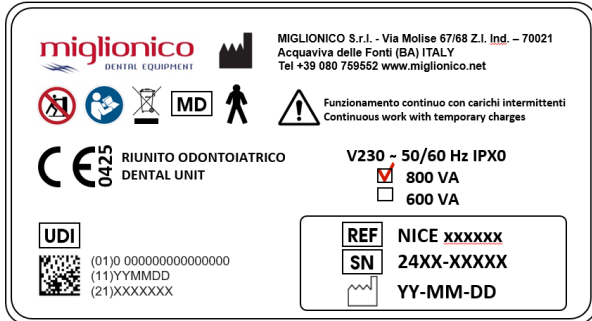 miglionico
DENTAL EQUIPMENT
MIGLIONICO S.r.l. - Via Molise 67/68 Z.I. Ind. – 70021
Acquaviva delle Fonti (BA) ITALY
Tel +39 080 759552 www.miglionico.net
MD
Funzionamento continuo con carichi intermittenti
Continuous work with temporary charges
CE 0425
RIUNITO ODONTOIATRICO
DENTAL UNIT
V230 ~ 50/60 Hz IPX0
800 VA
600 VA
UDI
(01)0 000000000000000
(11)YYMMDD
(21)XXXXXXX
REF NICE xxxxxx
SN 24XX-XXXXX
YY-MM-DD